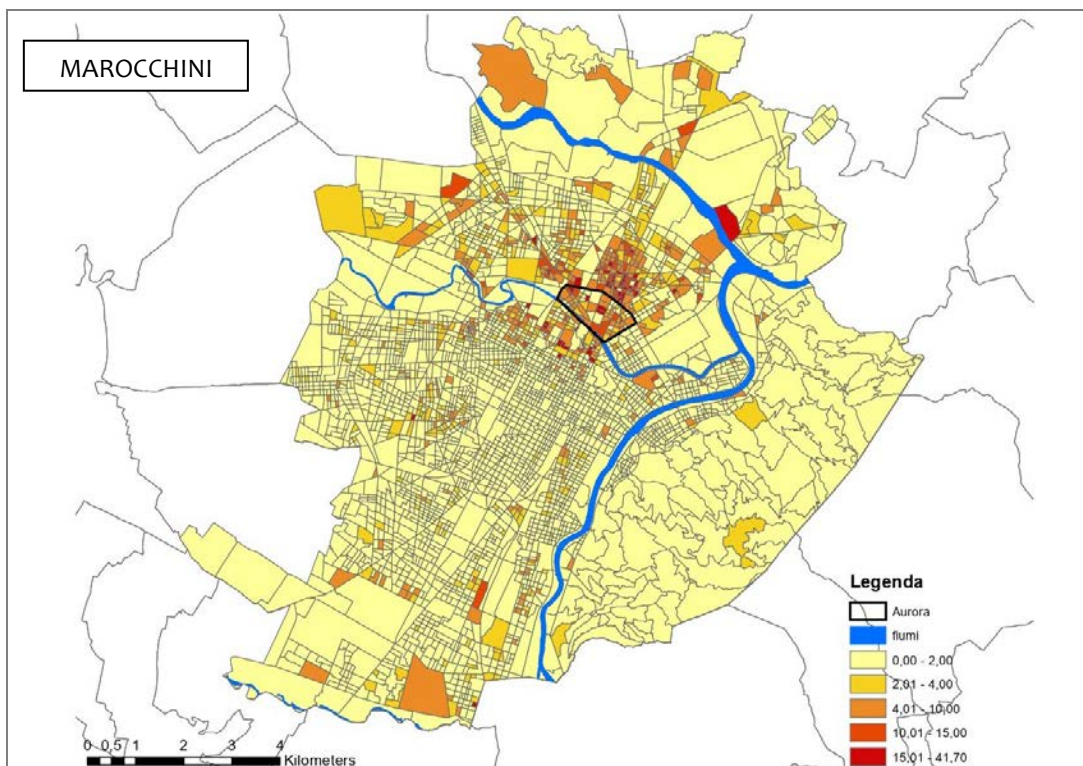 MAROCCHINI
Legenda
Aurora
fiumi
0,00 - 2,00
2,01 - 4,00
4,01 - 10,00
10,01 - 15,00
15,01 - 41,70
0 0,5 1 2 3 4
Kilometers